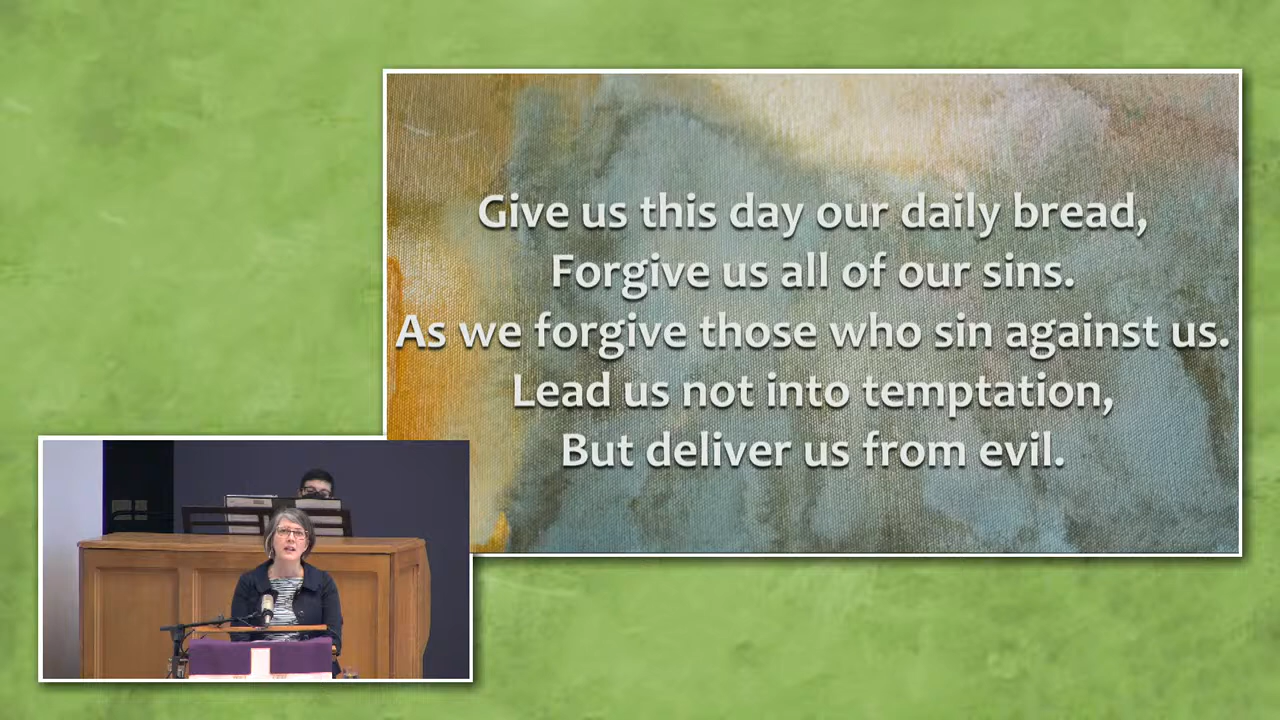 Give us this day our daily bread,
Forgive us all of our sins.
As we forgive those who sin against us.
Lead us not into temptation,
But deliver us from evil.